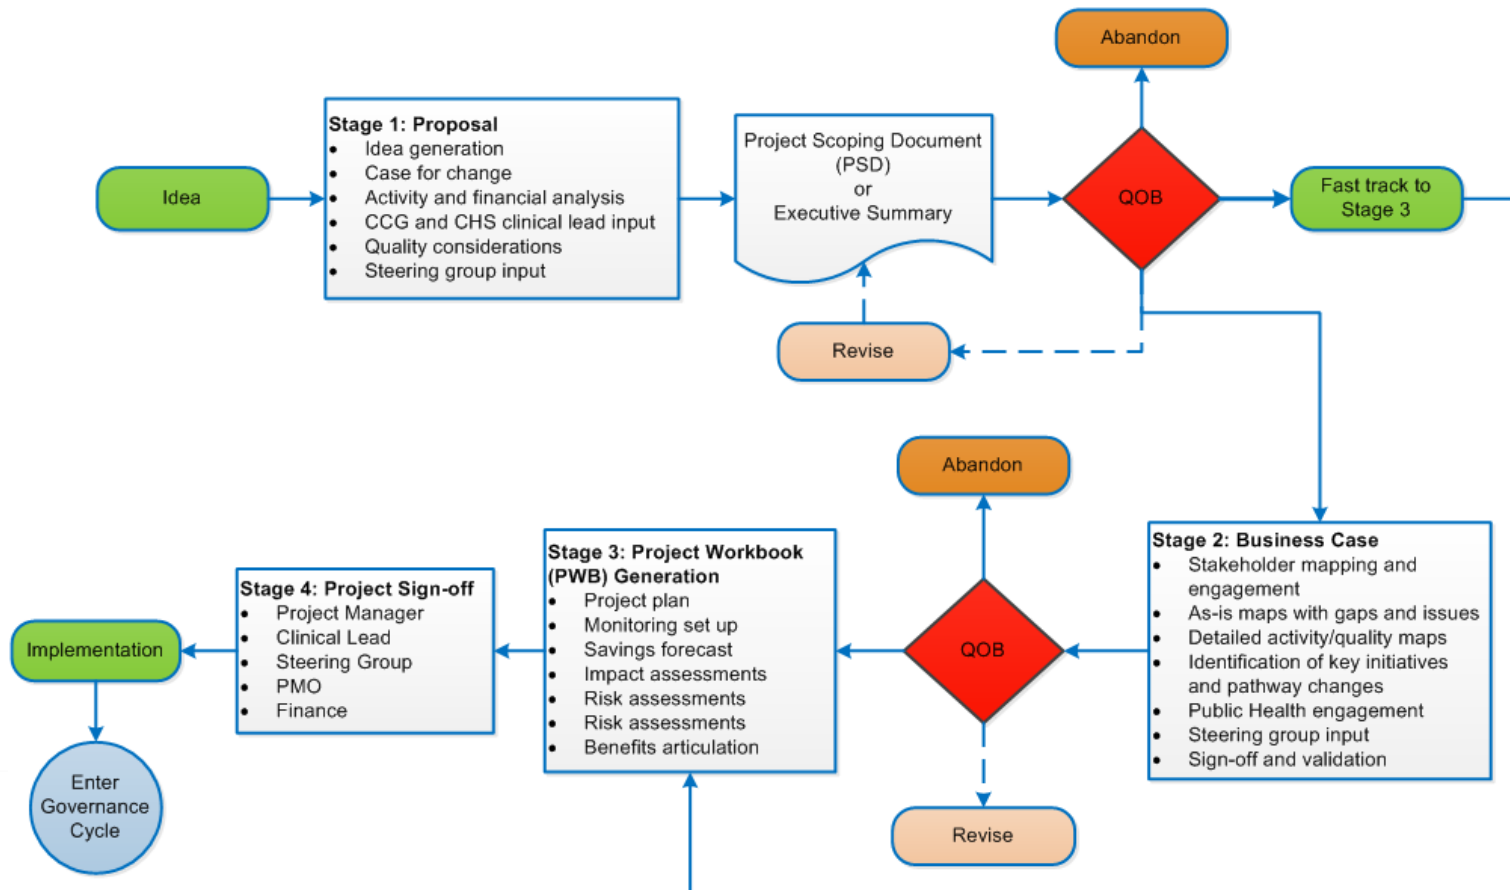 Idea
Stage 1: Proposal
• Idea generation
• Case for change
• Activity and financial analysis
• CCG and CHS clinical lead input
• Quality considerations
• Steering group input
Project Scoping Document
(PSD)
or
Executive Summary
Abandon
QOB
Fast track to
Stage 3
Revise
Stage 2: Business Case
• Stakeholder mapping and
engagement
• As-is maps with gaps and issues
• Detailed activity/quality maps
• Identification of key initiatives
and pathway changes
• Public Health engagement
• Steering group input
• Sign-off and validation
Abandon
QOB
Revise
Stage 3: Project Workbook
(PWB) Generation
• Project plan
• Monitoring set up
• Savings forecast
• Impact assessments
• Risk assessments
• Risk assessments
• Benefits articulation
Stage 4: Project Sign-off
• Project Manager
• Clinical Lead
• Steering Group
• PMO
• Finance
Implementation
Enter
Governance
Cycle